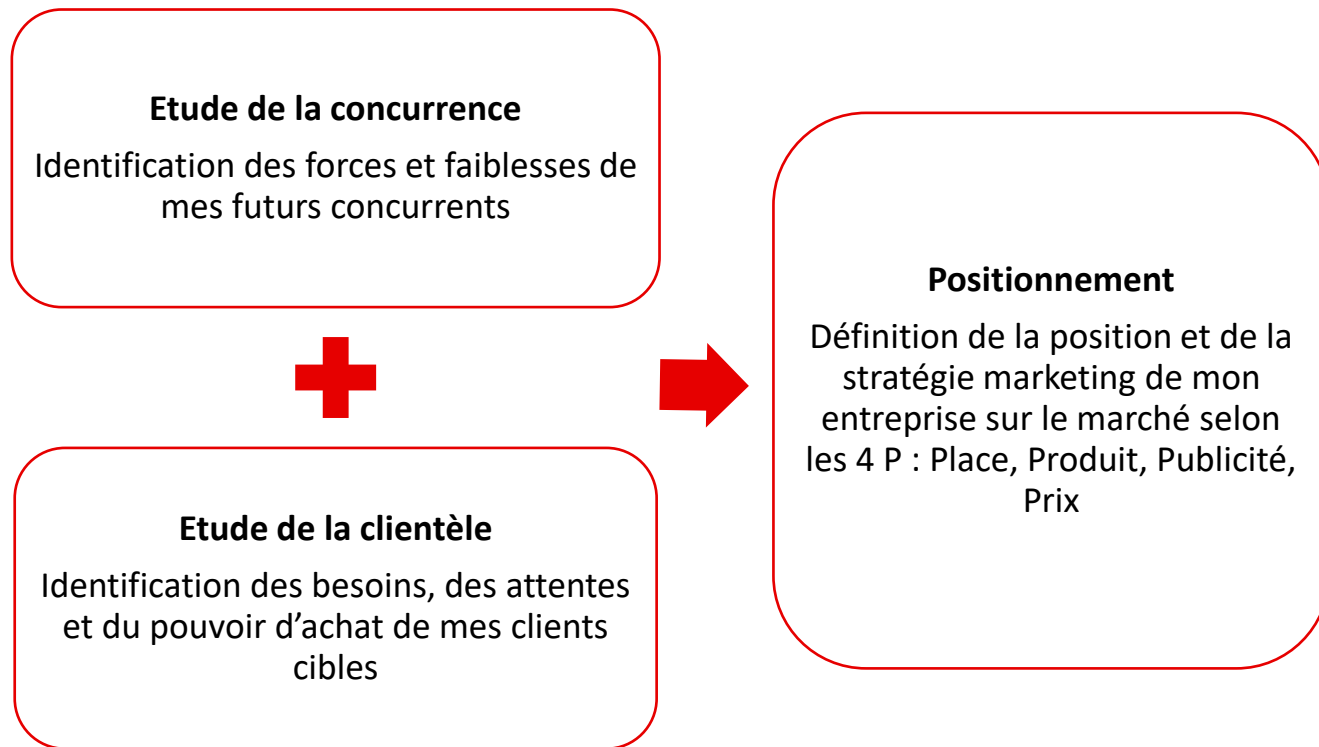 Etude de la concurrence
Identification des forces et faiblesses de
mes futurs concurrents
Etude de la clientèle
Identification des besoins, des attentes
et du pouvoir d’achat de mes clients
cibles
Positionnement
Définition de la position et de la
stratégie marketing de mon
entreprise sur le marché selon
les 4 P : Place, Produit, Publicité,
Prix